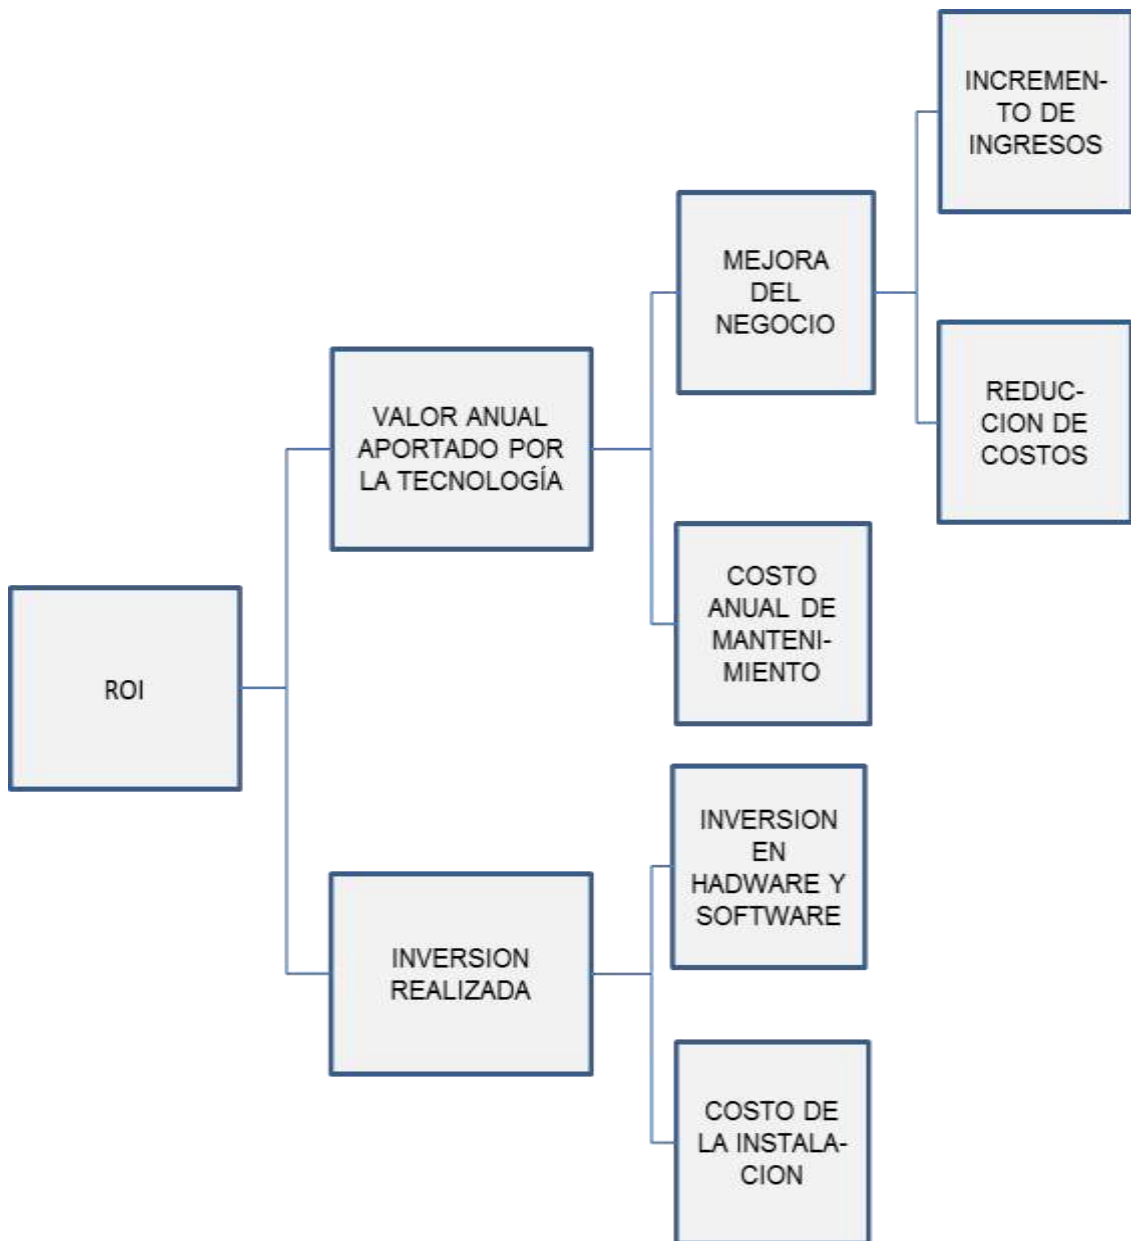 INCREMEN-
TO DE
INGRESOS
MEJORA
DEL
NEGOCIO
REDUC-
CION DE
COSTOS
VALOR ANUAL
APORTADO POR
LA TECNOLOGÍA
COSTO
ANUAL DE
MANTENI-
MIENTO
ROI
INVERSION
EN
HADWARE Y
SOFTWARE
INVERSION
REALIZADA
COSTO DE
LA INSTALA-
CION